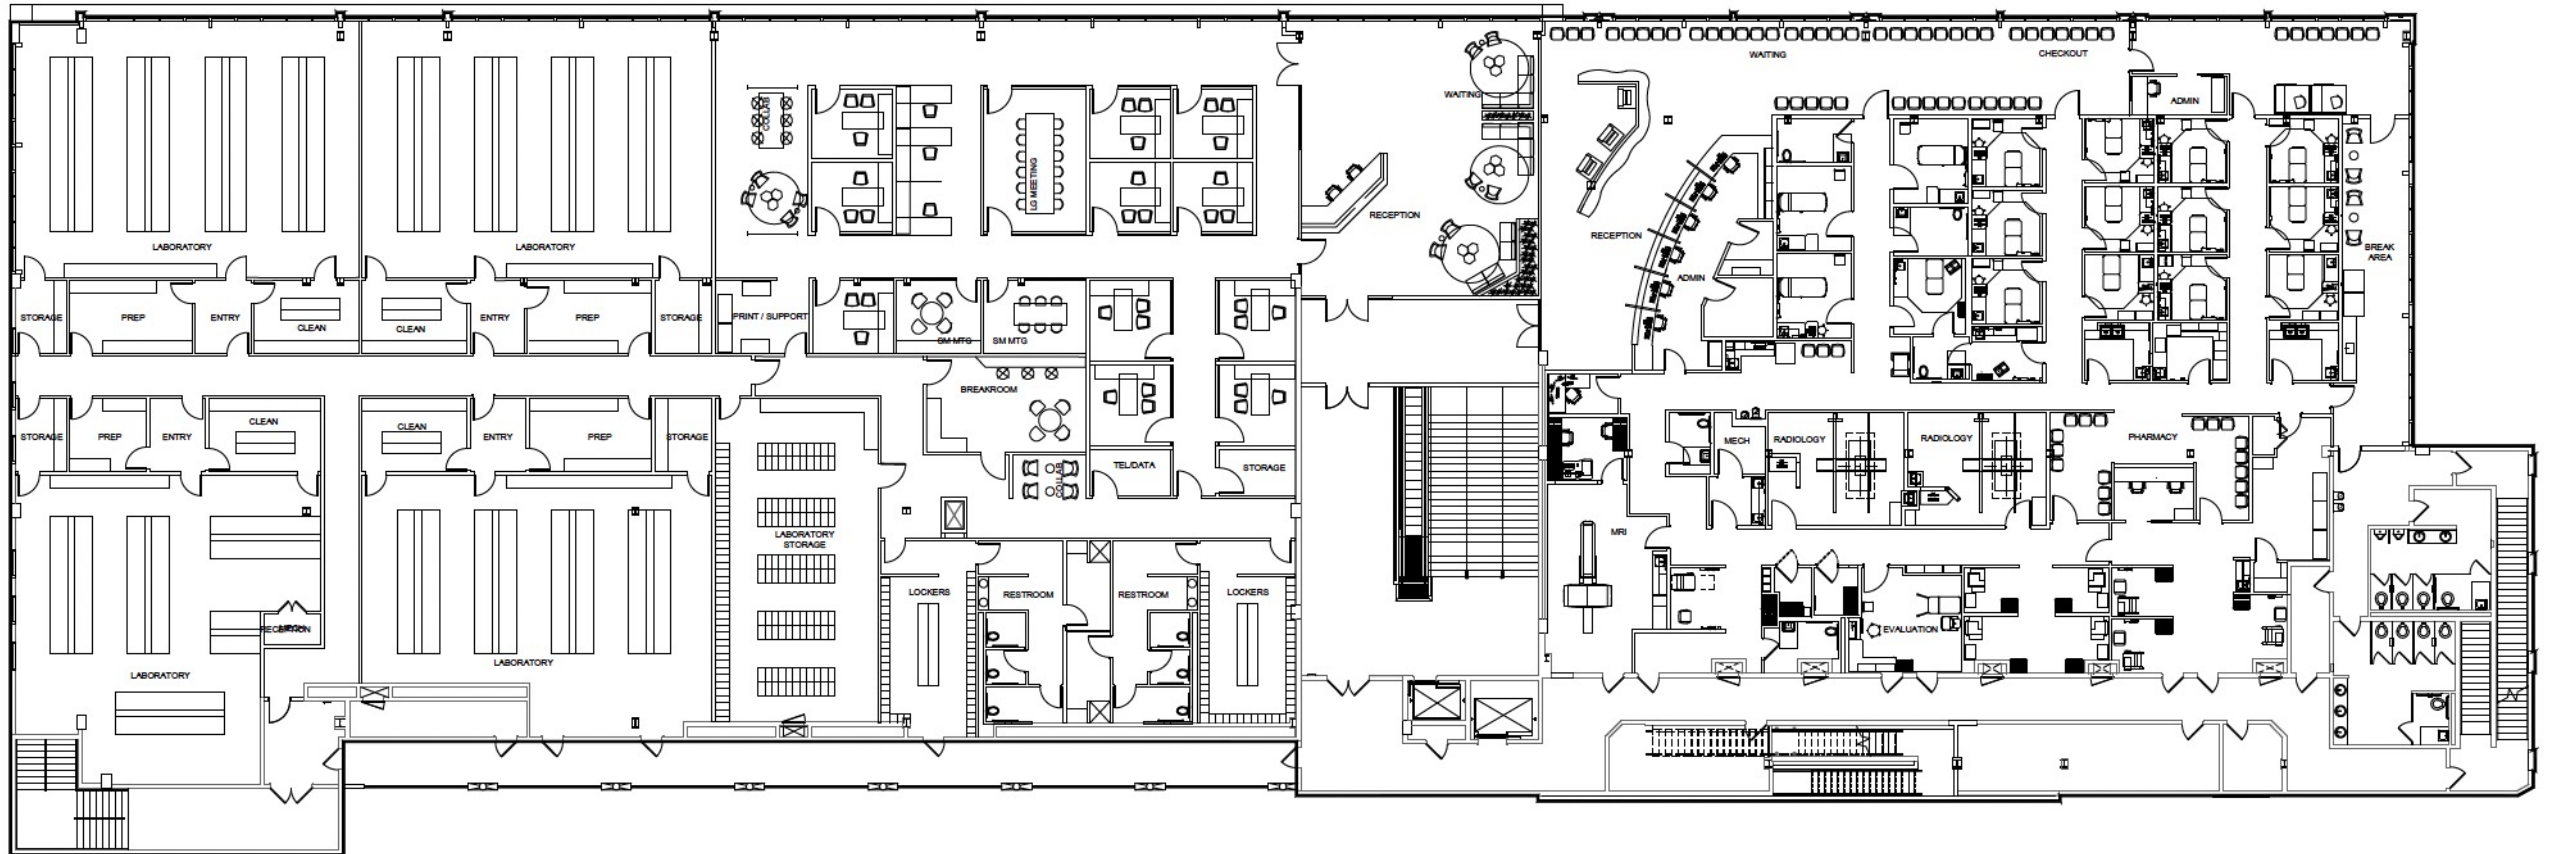 WAITING
CHECKOUT
WAITING
ADMIN
COLLAB
LG MEETING
RECEPTION
RECEPTION
LABORATORY
LABORATORY
BREAK
AREA
ADMIN
STORAGE
PREP
ENTRY
CLEAN
CLEAN
ENTRY
PREP
STORAGE
PRINT / SUPPORT
SM MTG
SM MTG
BREAKROOM
STORAGE
PREP
ENTRY
CLEAN
CLEAN
ENTRY
PREP
STORAGE
TEL/DATA
STORAGE
COLLAB
MECH
RADIOLOGY
RADIOLOGY
PHARMACY
LABORATORY
STORAGE
MRI
LOCKERS
RESTROOM
RESTROOM
LOCKERS
RECEPTION
MECH
EVALUATION
LABORATORY
LABORATORY